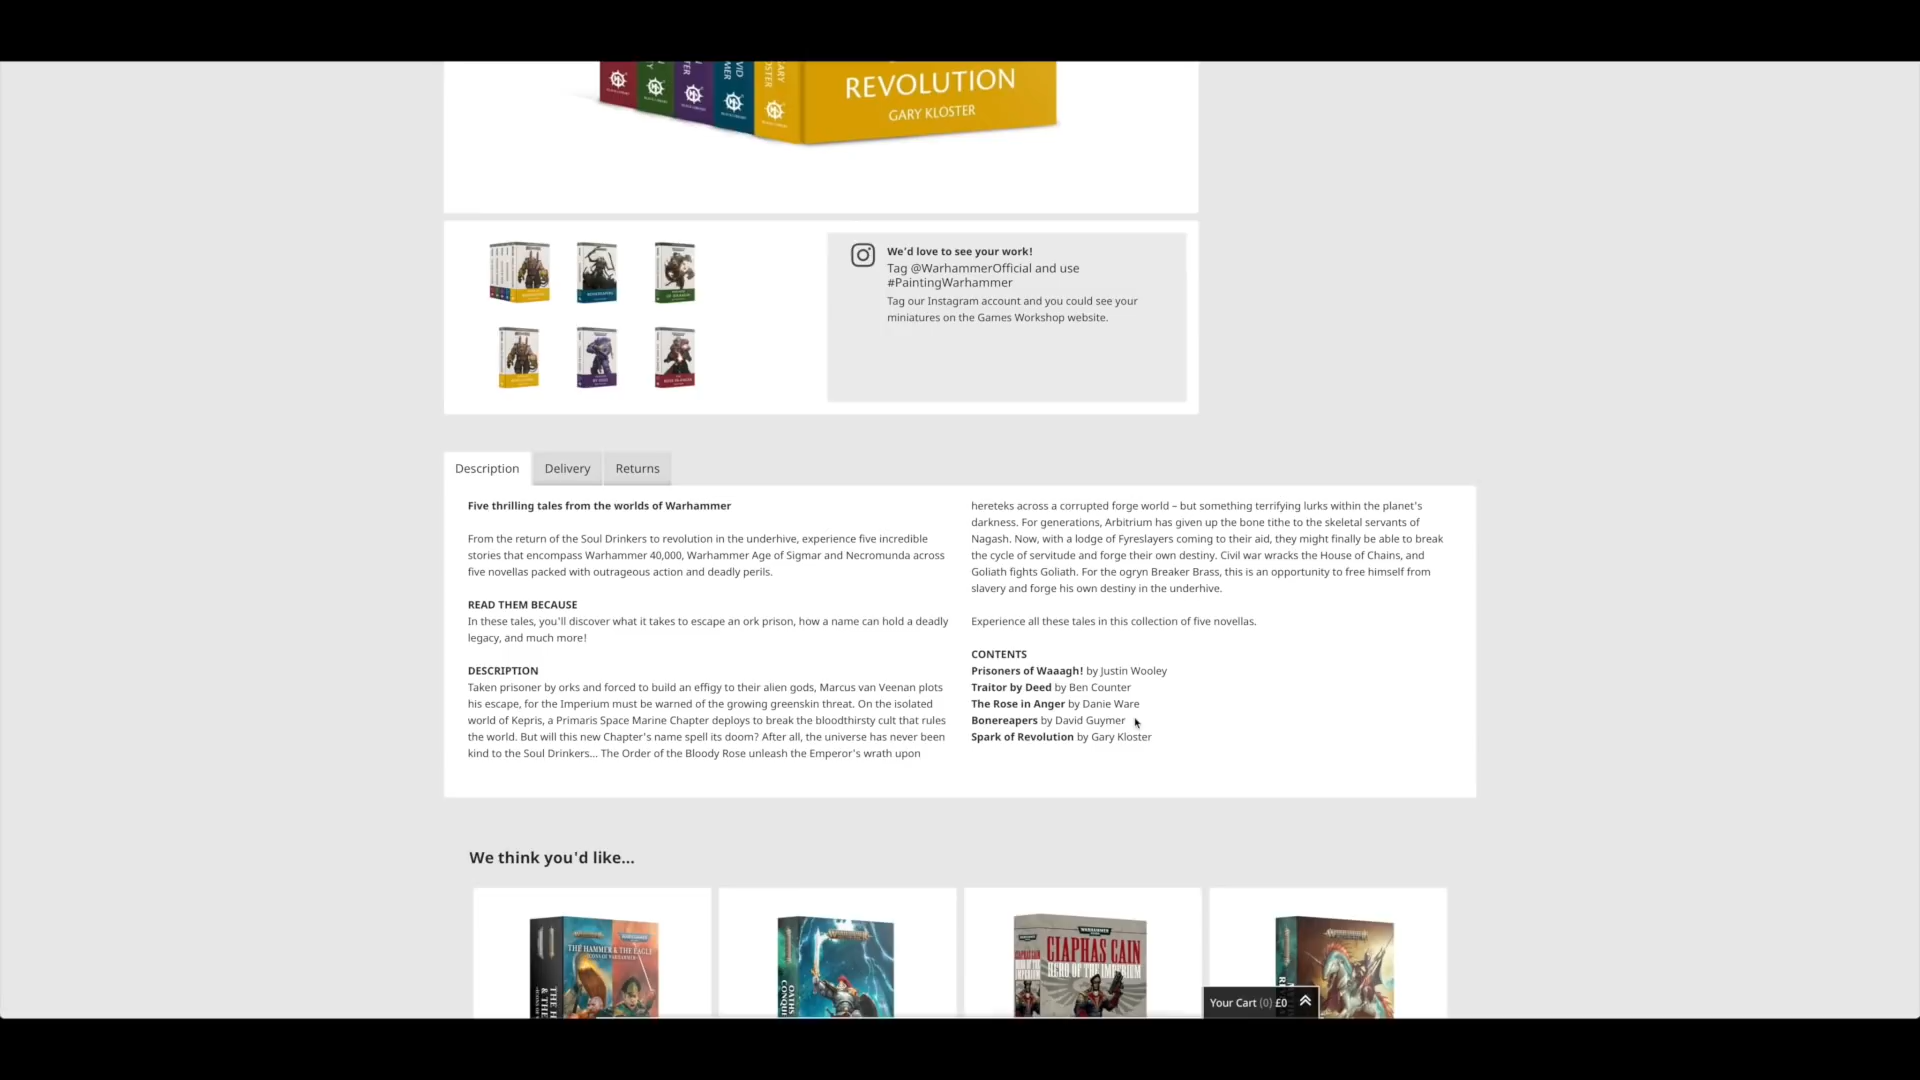 REVOLUTION
GARY KLOSTER
We'd love to see your work!
Tag @WarhammerOfficial and use
#PaintingWarhammer
Tag our Instagram account and you could see your
miniatures on the Games Workshop website.
Description
Delivery
Returns
Five thrilling tales from the worlds of Warhammer
From the return of the Soul Drinkers to revolution in the underhive, experience five incredible
stories that encompass Warhammer 40,000, Warhammer Age of Sigmar and Necromunda across
five novellas packed with outrageous action and deadly perils.
READ THEM BECAUSE
In these tales, you'll discover what it takes to escape an ork prison, how a name can hold a deadly
legacy, and much more!
DESCRIPTION
Taken prisoner by orks and forced to build an effigy to their alien gods, Marcus van Veenan plots
his escape, for the Imperium must be warned of the growing greenskin threat. On the isolated
world of Kepris, a Primaris Space Marine Chapter deploys to break the bloodthirsty cult that rules
the world. But will this new Chapter's name spell its doom? After all, the universe has never been
kind to the Soul Drinkers... The Order of the Bloody Rose unleash the Emperor's wrath upon
hereteks across a corrupted forge world – but something terrifying lurks within the planet's
darkness. For generations, Arbitrium has given up the bone tithe to the skeletal servants of
Nagash. Now, with a lodge of Fyreslayers coming to their aid, they might finally be able to break
the cycle of servitude and forge their own destiny. Civil war wracks the House of Chains, and
Goliath fights Goliath. For the ogryn Breaker Brass, this is an opportunity to free himself from
slavery and forge his own destiny in the underhive.
Experience all these tales in this collection of five novellas.
CONTENTS
Prisoners of Waaagh! by Justin Wooley
Traitor by Deed by Ben Counter
The Rose in Anger by Danie Ware
Bonereapers by David Guymer
Spark of Revolution by Gary Kloster
We think you'd like...
THE HAMMER & THE EAGLE
CIAPHAS CAIN
HERO OF THE IMPERIUM
Your Cart (0) £0